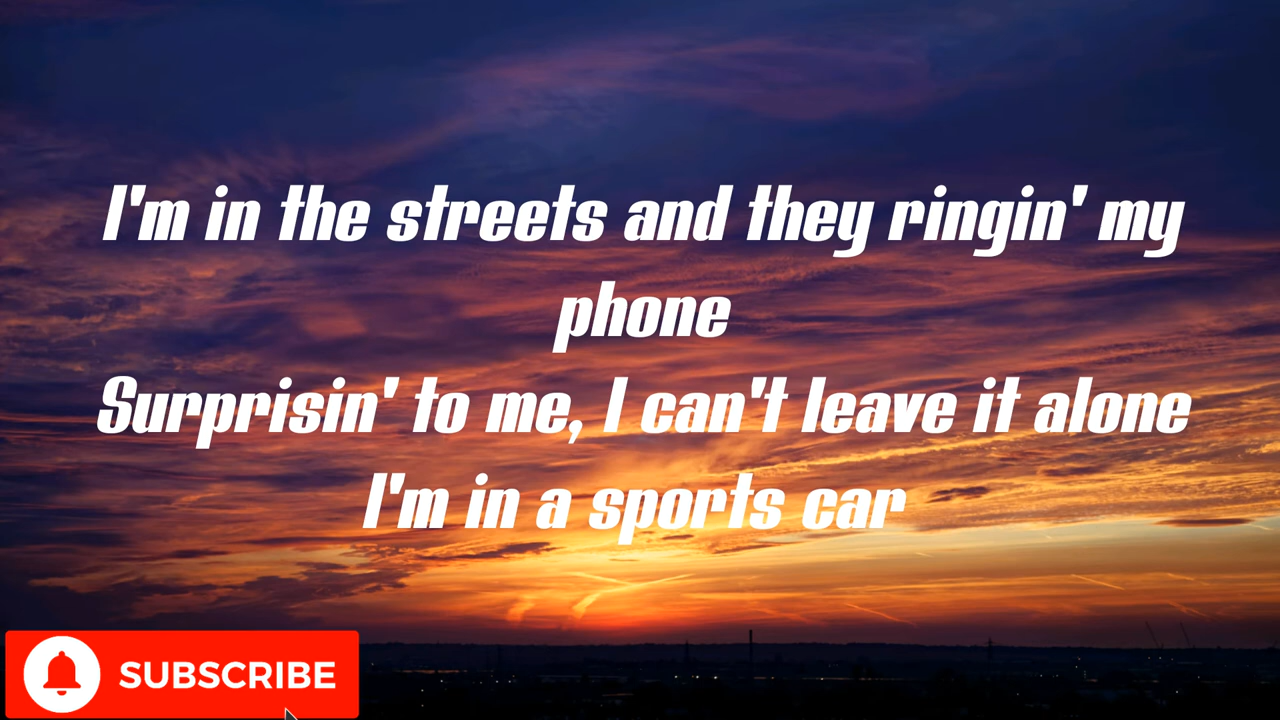 I'm in the streets and they ringin' my
phone
Surprisin' to me, I can't leave it alone
I'm in a sports car
SUBSCRIBE